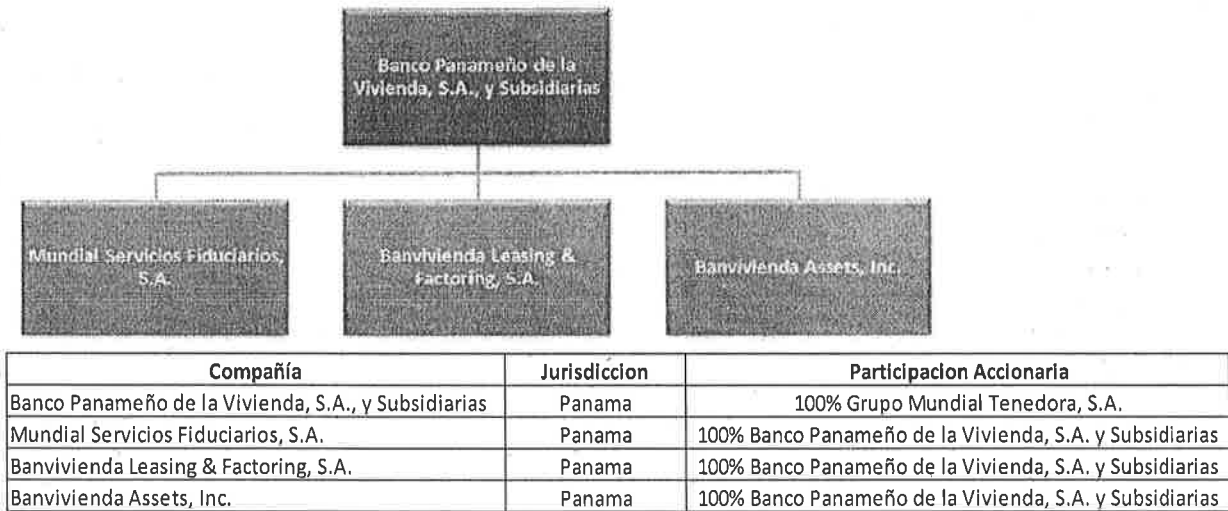 Banco Panameño de la
Vivienda, S.A., y Subsidiarias
Mundial Servicios Fiduciarios,
S.A.
Banvivienda Leasing &
Factoring, S.A.
Banvivienda Assets, Inc.
Compañía Jurisdiccion Participacion Accionaria
Banco Panameño de la Vivienda, S.A., y Subsidiarias Panama 100% Grupo Mundial Tenedora, S.A.
Mundial Servicios Fiduciarios, S.A. Panama 100% Banco Panameño de la Vivienda, S.A. y Subsidiarias
Banvivienda Leasing & Factoring, S.A. Panama 100% Banco Panameño de la Vivienda, S.A. y Subsidiarias
Banvivienda Assets, Inc. Panama 100% Banco Panameño de la Vivienda, S.A. y Subsidiarias